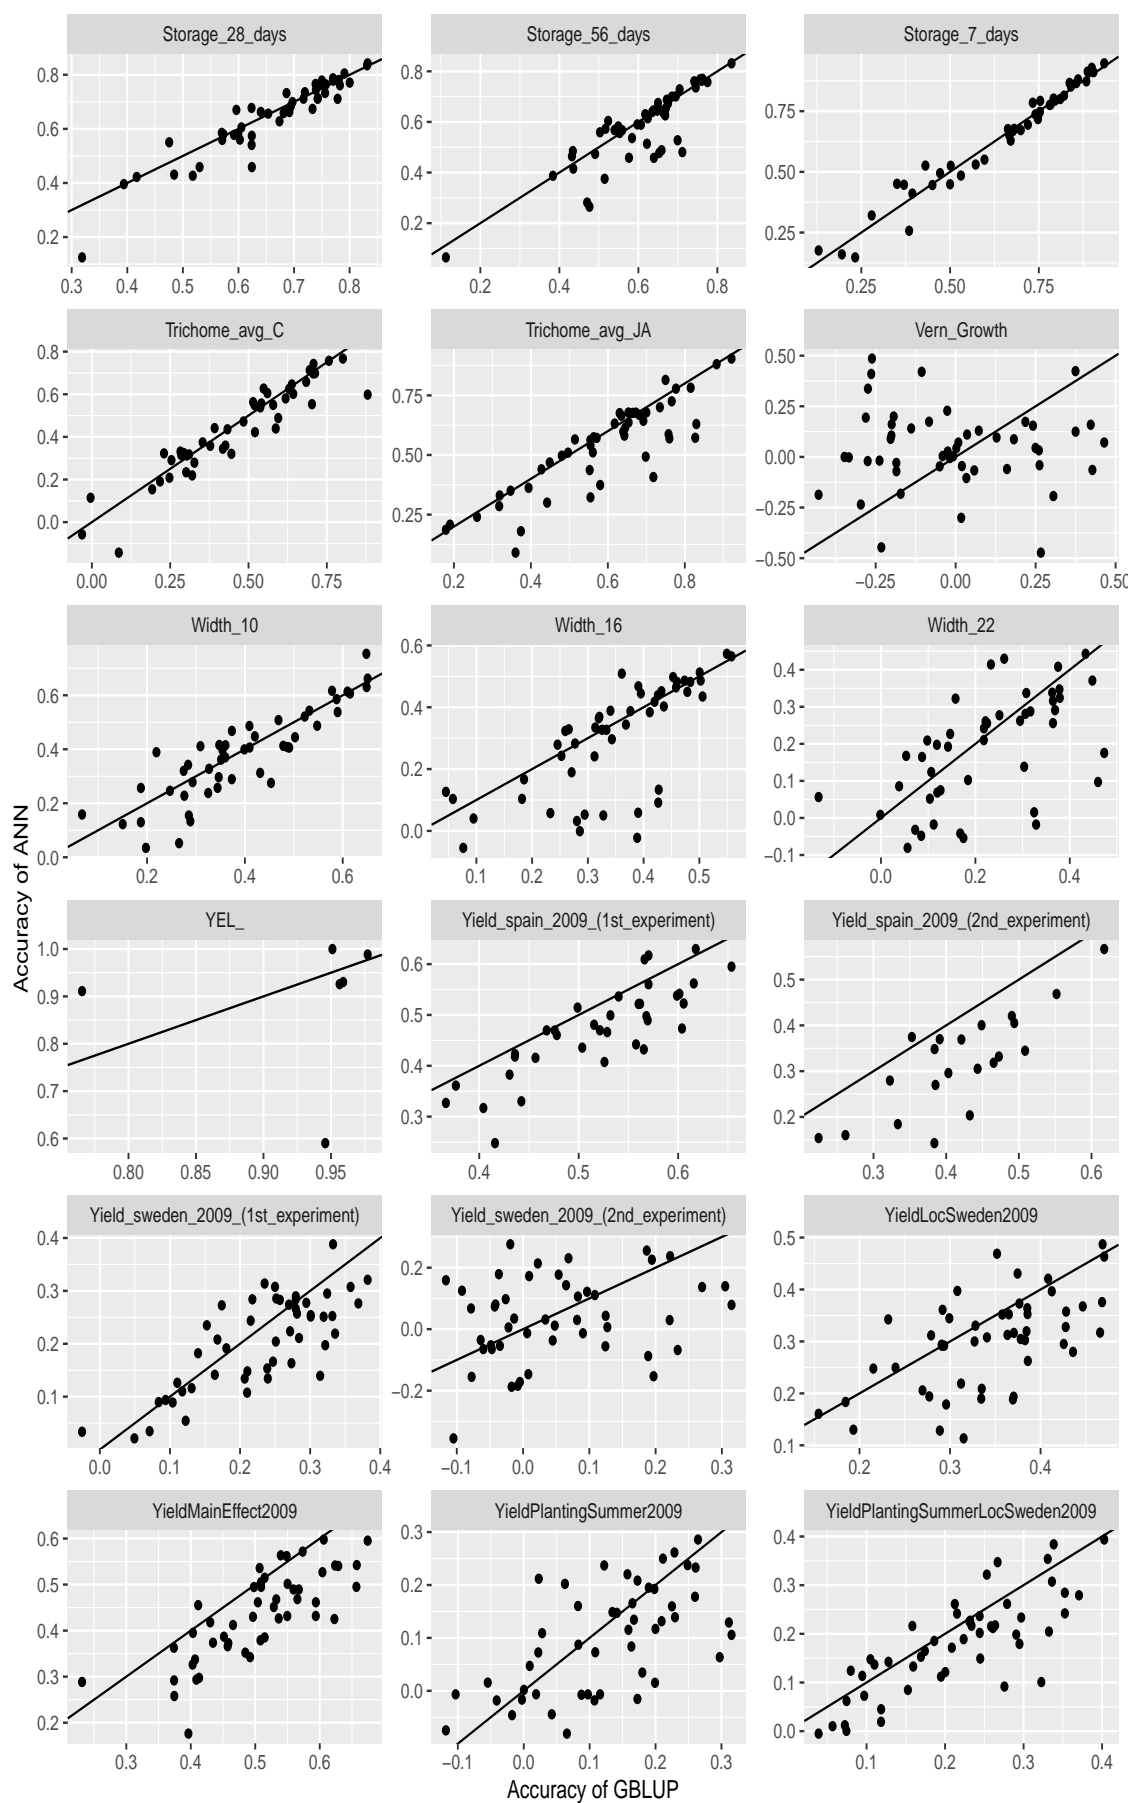 Storage_28_days Storage_56_days Storage_7_days
0.8 0.8
0.75
0.6 0.6
0.50
0.4 0.4
0.2 0.2 0.25
0.3 0.4 0.5 0.6 0.7 0.8 0.2 0.4 0.6 0.8 0.25 0.50 0.75
Trichome_avg_C Trichome_avg_JA Vern_Growth
0.8 0.50
0.6 0.75 0.25
0.4 0.50 0.00
0.2 0.25 −0.25
0.0 −0.50
0.00 0.25 0.50 0.75 0.2 0.4 0.6 0.8 −0.25 0.00 0.25 0.50
Width_10 Width_16 Width_22
0.6 0.6 0.4
0.4 0.4 0.3
0.2 0.2 0.2
0.0 0.0 0.1
0.0
−0.1
0.2 0.4 0.6 0.1 0.2 0.3 0.4 0.5 0.0 0.2 0.4
Accuracy of ANN
YEL_ Yield_spain_2009_(1st_experiment) Yield_spain_2009_(2nd_experiment)
1.0 0.6 0.5
0.9 0.5 0.4
0.8 0.4 0.3
0.7 0.3 0.2
0.6
0.80 0.85 0.90 0.95 0.4 0.5 0.6 0.3 0.4 0.5 0.6
Yield_sweden_2009_(1st_experiment) Yield_sweden_2009_(2nd_experiment) YieldLocSweden2009
0.4 0.2 0.5
0.3 0.0 0.4
0.2 −0.2 0.3
0.1 0.2
0.1
0.0 0.1 0.2 0.3 0.4 −0.1 0.0 0.1 0.2 0.3 0.2 0.3 0.4
YieldMainEffect2009 YieldPlantingSummer2009 YieldPlantingSummerLocSweden2009
0.6 0.3 0.4
0.5 0.2 0.3
0.4 0.1 0.2
0.3 0.0 0.1
0.2 0.0
0.3 0.4 0.5 0.6 −0.1 0.0 0.1 0.2 0.3 0.1 0.2 0.3 0.4
Accuracy of GBLUP